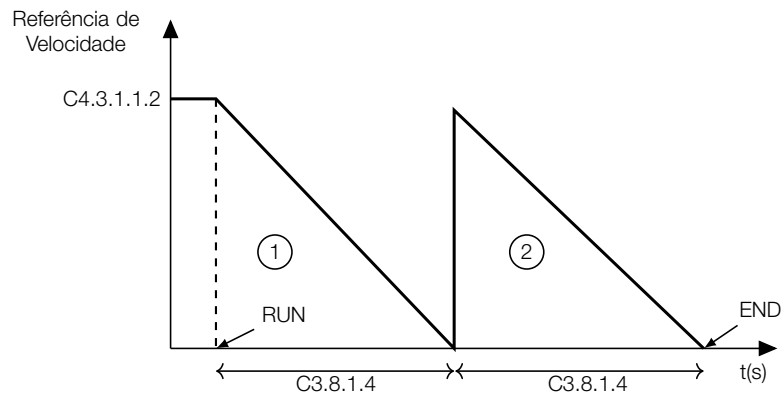 Referência de
Velocidade
C4.3.1.1.2
1
2
RUN
END
t(s)
C3.8.1.4
C3.8.1.4